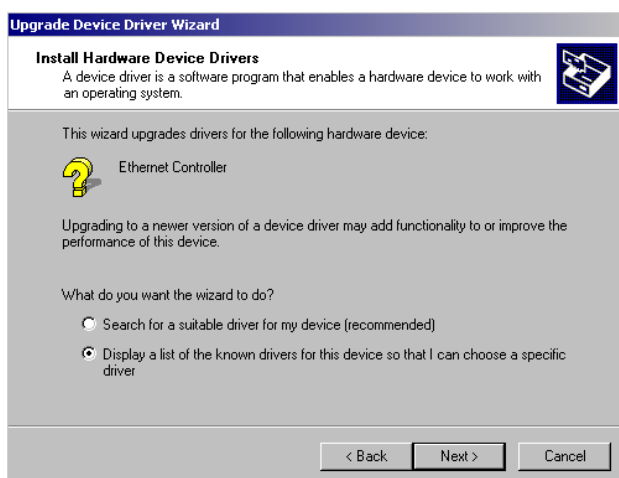 Upgrade Device Driver Wizard
Install Hardware Device Drivers
A device driver is a software program that enables a hardware device to work with
an operating system.
This wizard upgrades drivers for the following hardware device:
Ethernet Controller
Upgrading to a newer version of a device driver may add functionality to or improve the
performance of this device.
What do you want the wizard to do?
Search for a suitable driver for my device (recommended)
Display a list of the known drivers for this device so that I can choose a specific
driver
< Back Next > Cancel